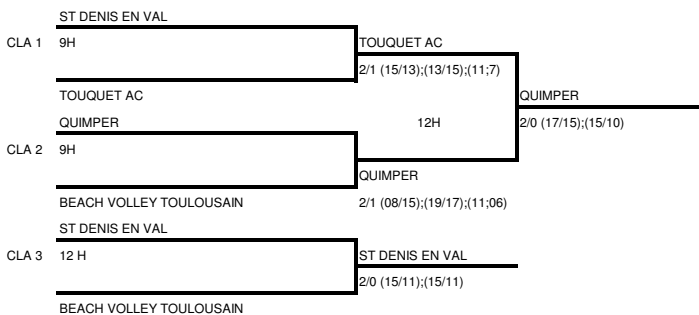 ST DENIS EN VAL
CLA 1 9H TOUQUET AC
2/1 (15/13);(13/15);(11;7)
TOUQUET AC QUIMPER
QUIMPER 12H 2/0 (17/15);(15/10)
CLA 2 9H
QUIMPER
BEACH VOLLEY TOULOUSAIN 2/1 (08/15);(19/17);(11;06)
ST DENIS EN VAL
CLA 3 12 H ST DENIS EN VAL
2/0 (15/11);(15/11)
BEACH VOLLEY TOULOUSAIN